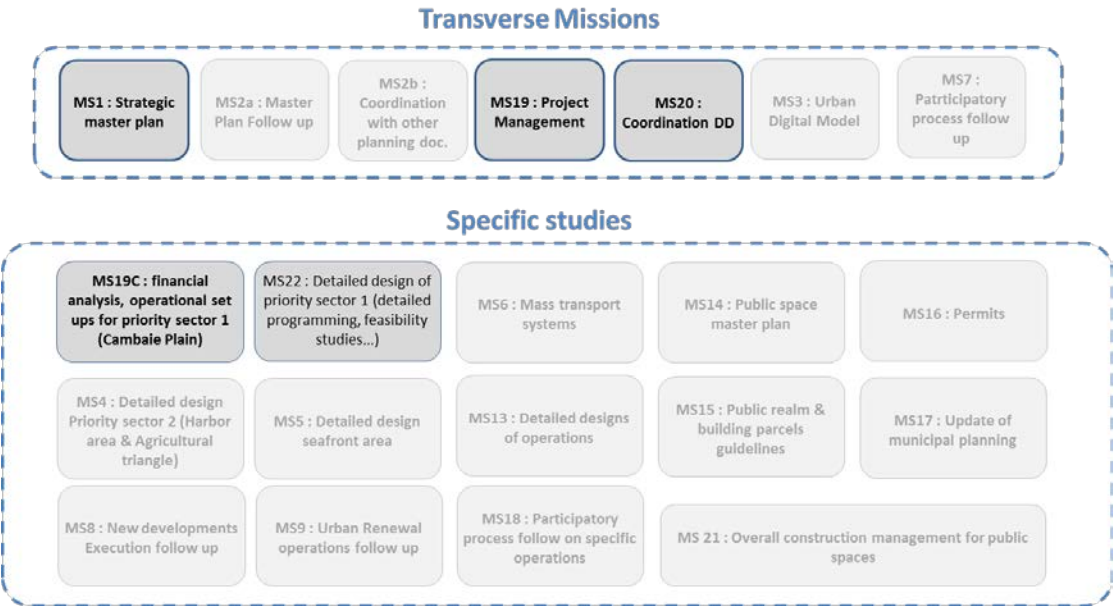 Transverse Missions
MS1 : Strategic
master plan
MS2a : Master
Plan Follow up
MS2b :
Coordination
with other
planning doc.
MS19 : Project
Management
MS20 :
Coordination DD
MS3 : Urban
Digital Model
MS7 :
Patrticipatory
process follow
up
Specific studies
MS19C : financial
analysis, operational set
ups for priority sector 1
(Cambaie Plain)
MS22 : Detailed design of
priority sector 1 (detailed
programming, feasibility
studies...)
MS6 : Mass transport
systems
MS14 : Public space
master plan
MS16 : Permits
MS4 : Detailed design
Priority sector 2 (Harbor
area & Agricultural
triangle)
MS5 : Detailed design
seafront area
MS13 : Detailed designs
of operations
MS15 : Public realm &
building parcels
guidelines
MS17 : Update of
municipal planning
MS8 : New developments
Execution follow up
MS9 : Urban Renewal
operations follow up
MS18 : Participatory
process follow on specific
operations
MS 21 : Overall construction management for public
spaces